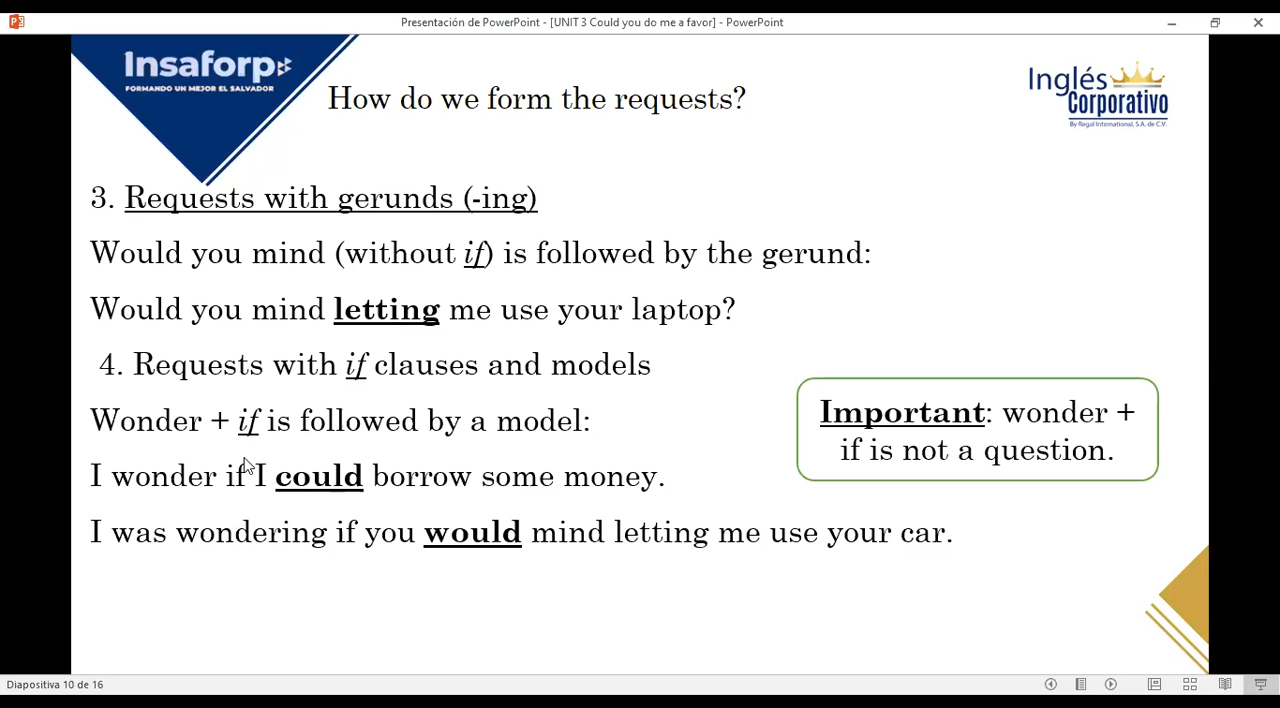 Presentación de PowerPoint - [UNIT 3 Could you do me a favor] - PowerPoint
Insaforp
FORMANDO UN MEJOR EL SALVADOR
Inglés
Corporativo
By Regal International, S.A. de C.V.
How do we form the requests?
3. Requests with gerunds (-ing)
Would you mind (without if) is followed by the gerund:
Would you mind letting me use your laptop?
4. Requests with if clauses and models
Wonder + if is followed by a model:
I wonder if I could borrow some money.
I was wondering if you would mind letting me use your car.
Important: wonder +
if is not a question.
Diapositiva 10 de 16